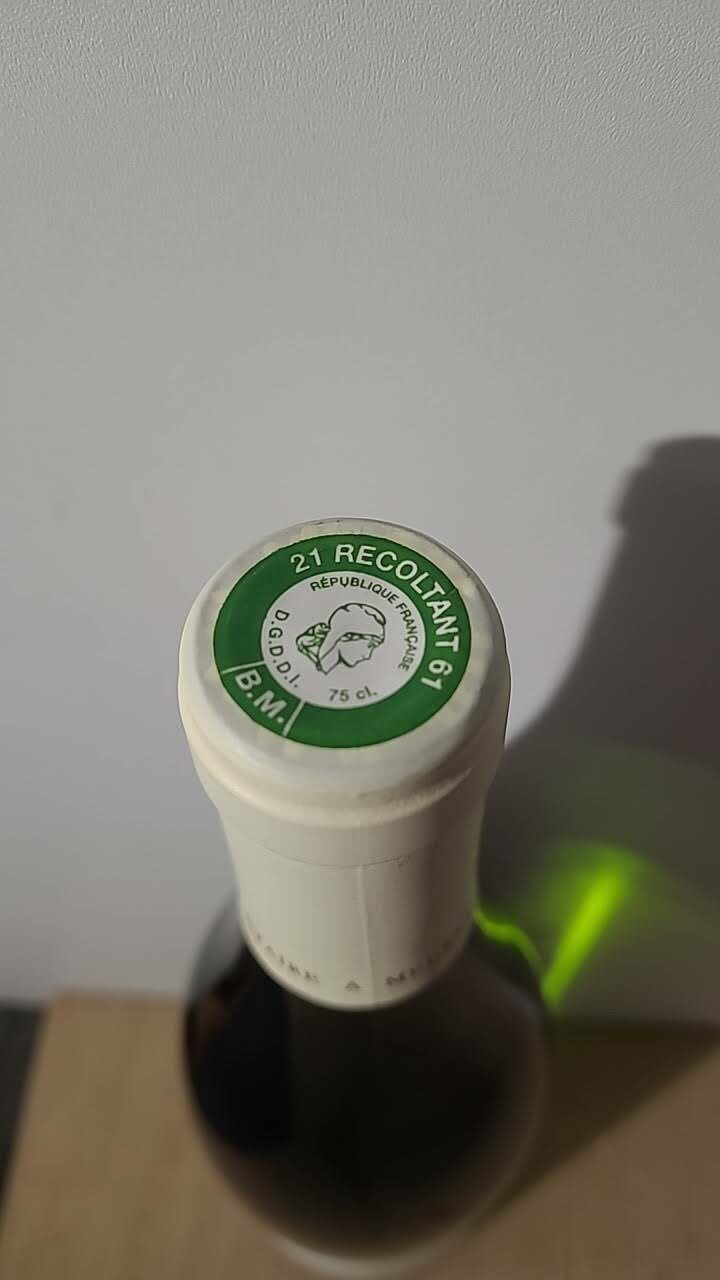 21 RECOLTANT 61
RÉPUBLIQUE FRANÇAISE
D.G.D.D.I.
75 cl.
B.M.